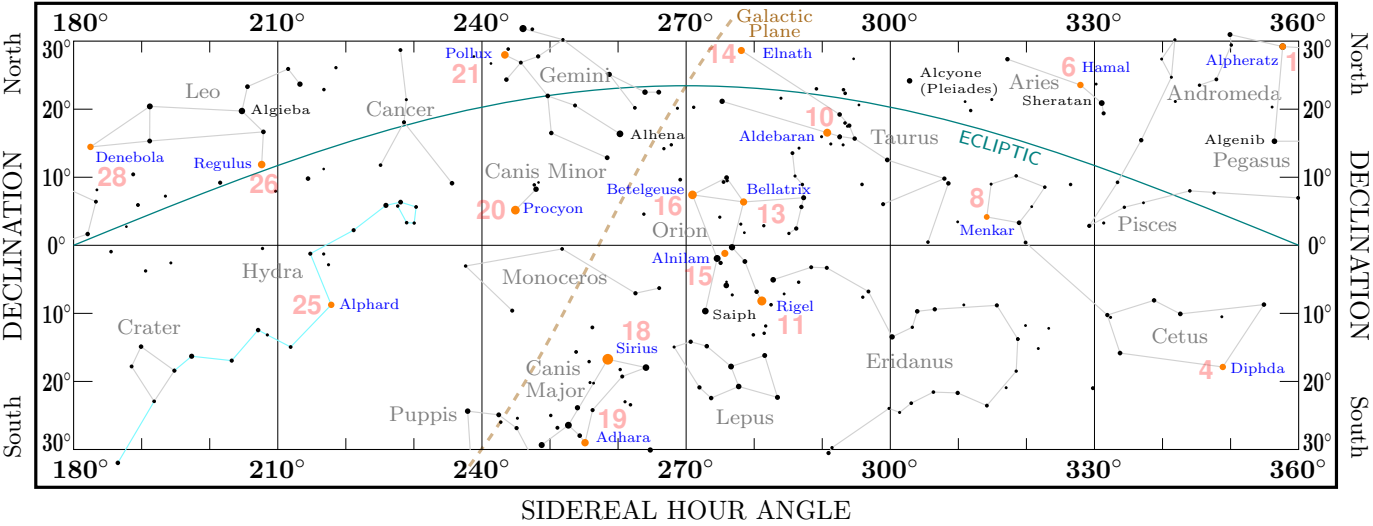 180° 210° 240° 270° 300° 330° 360°
Galactic
Plane
North
30°
20°
10°
0°
10°
20°
30°
DECLINATION
South
North
30°
20°
10°
0°
10°
20°
30°
DECLINATION
South
Leo
Algieba
Denebola
28
Regulus
26
Cancer
Pollux
21
Gemini
Alhena
Canis Minor
20
Procyon
14
Elnath
10
Aldebaran
Taurus
Betelgeuse
16
Bellatrix
13
Orion
Alnilam
15
Rigel
11
Saiph
Alcyone
(Pleiades)
ECLIPTIC
Aries
6
Hamal
Sheratan
8
Menkar
Alpheratz
1
Andromeda
Algenib
Pegasus
Pisces
Hydra
25
Alphard
Crater
Monoceros
18
Sirius
Canis
Major
19
Adhara
Puppis
Lepus
Eridanus
Cetus
4
Diphda
180° 210° 240° 270° 300° 330° 360°
SIDEREAL HOUR ANGLE